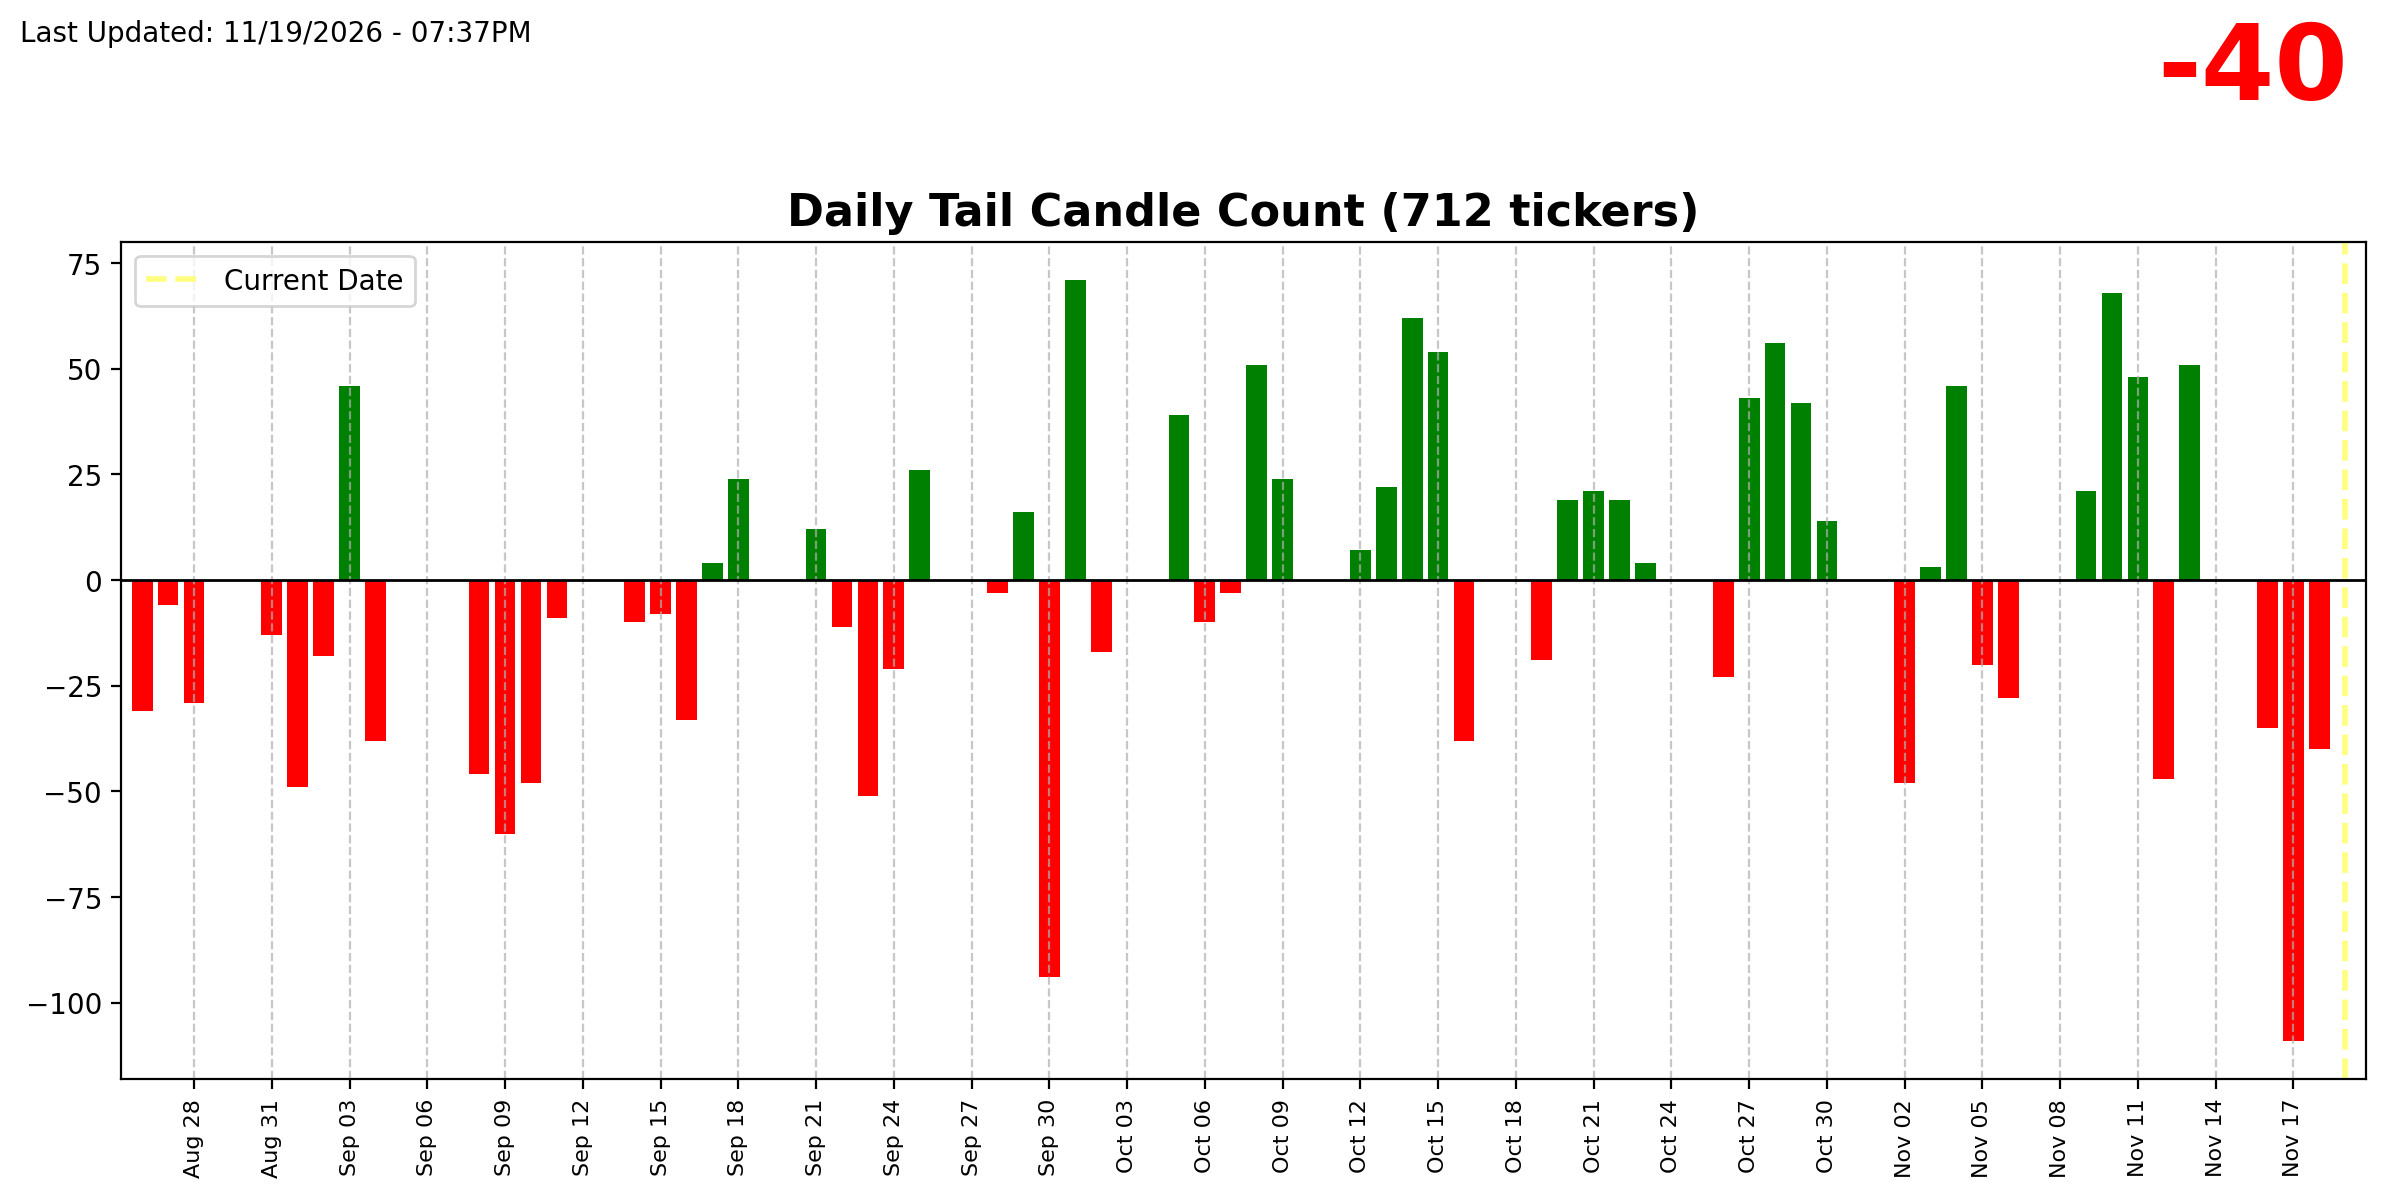 Last Updated: 11/19/2026 - 07:37PM
-40
Daily Tail Candle Count (712 tickers)
Current Date
75
50
25
0
−25
−50
−75
−100
Aug 28
Aug 31
Sep 03
Sep 06
Sep 09
Sep 12
Sep 15
Sep 18
Sep 21
Sep 24
Sep 27
Sep 30
Oct 03
Oct 06
Oct 09
Oct 12
Oct 15
Oct 18
Oct 21
Oct 24
Oct 27
Oct 30
Nov 02
Nov 05
Nov 08
Nov 11
Nov 14
Nov 17